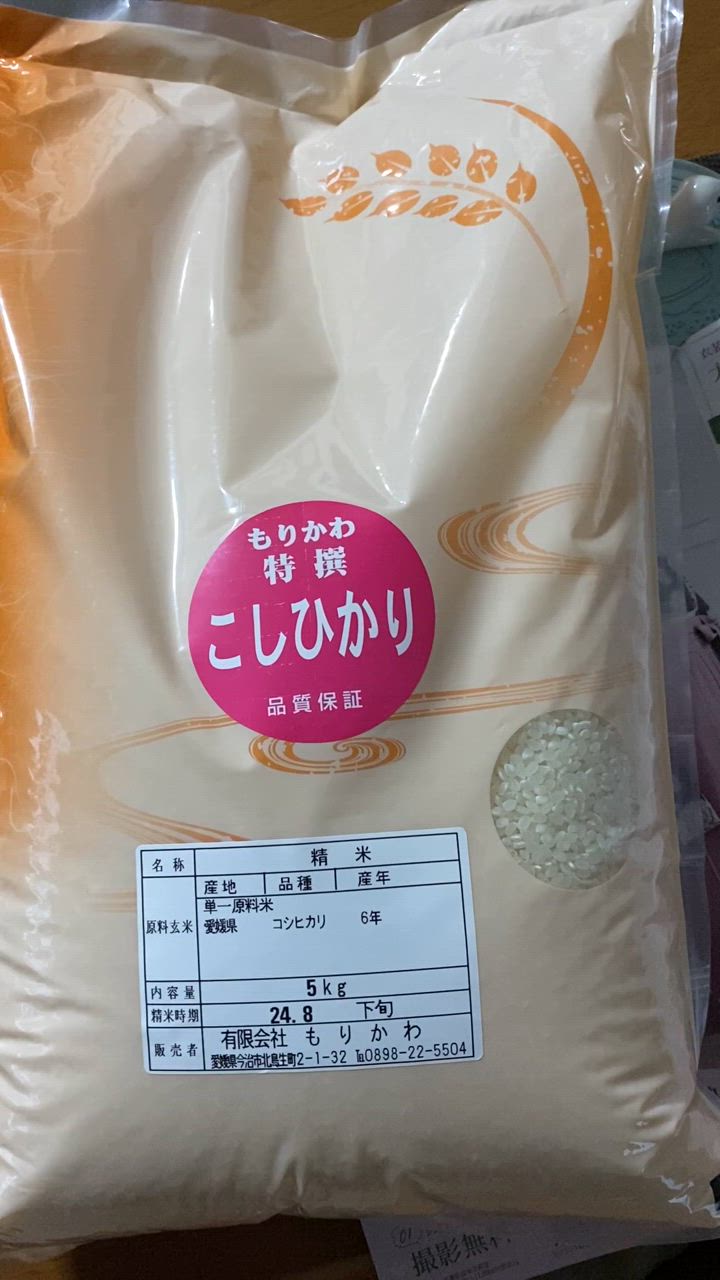 もりかわ
特撰
こしひかり
品質保証
名称 精米
産地 品種 産年
原料玄米
単一原料米
愛媛県 コシヒカリ 6年
内容量 5kg
精米時期 24.8 下旬
販売者 有限会社 もりかわ
愛媛県今治市北鳥生町2-1-32 ℡0898-22-5504
01
撮影無料